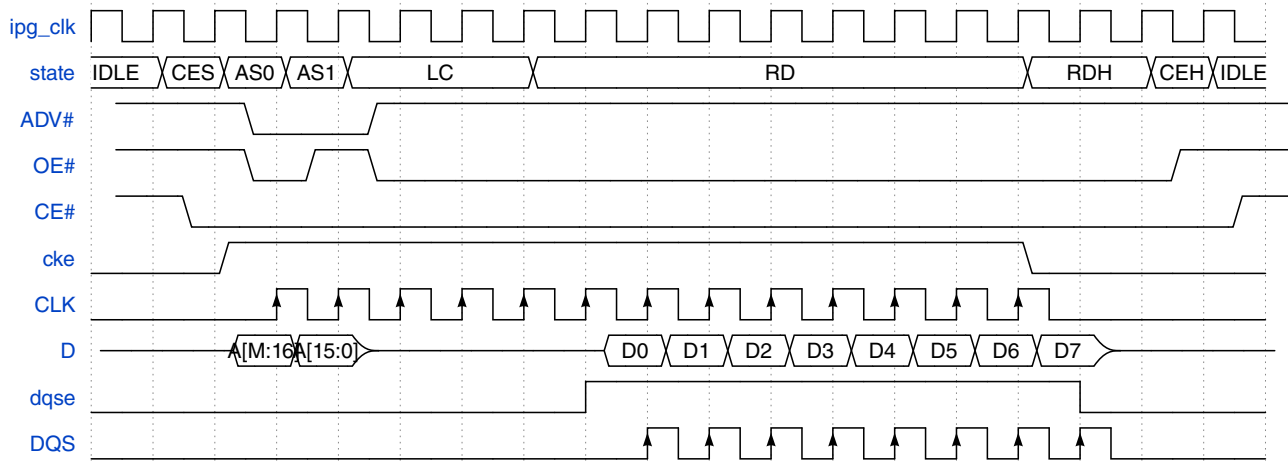 ipg_clk
state IDLE CES AS0 AS1 LC RD RDH CEH IDLE
ADV#
OE#
CE#
cke
CLK
D A[M:16] A[15:0] D0 D1 D2 D3 D4 D5 D6 D7
dqse
DQS